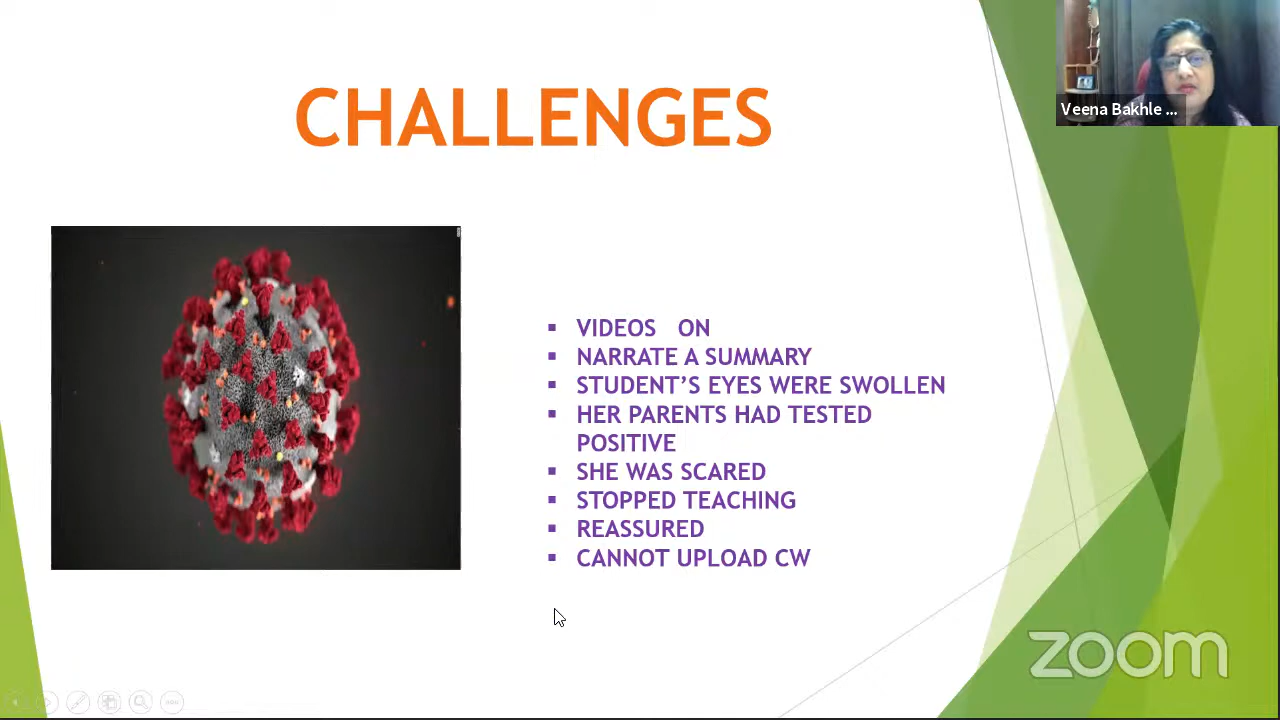 CHALLENGES
Veena Bakhle ...
VIDEOS ON
NARRATE A SUMMARY
STUDENT'S EYES WERE SWOLLEN
HER PARENTS HAD TESTED
POSITIVE
SHE WAS SCARED
STOPPED TEACHING
REASSURED
CANNOT UPLOAD CW
zoom